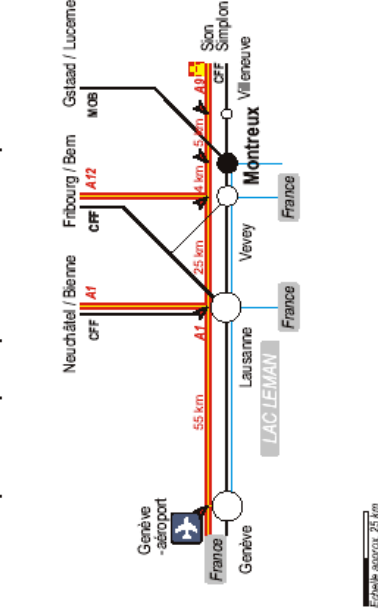 Neuchâtel / Bienne
CFF
A1
Fribourg / Bern
CFF
A12
Gstaad / Lucerne
MOB
Genève
-aéroport
55 km
A1
25 km
4 km
5 km
A9
Sion
Simplon
CFF
France
Genève
Lausanne
Vevey
Montreux
Villeneuve
LAC LEMAN
France
France
Echelle approx. 25 km